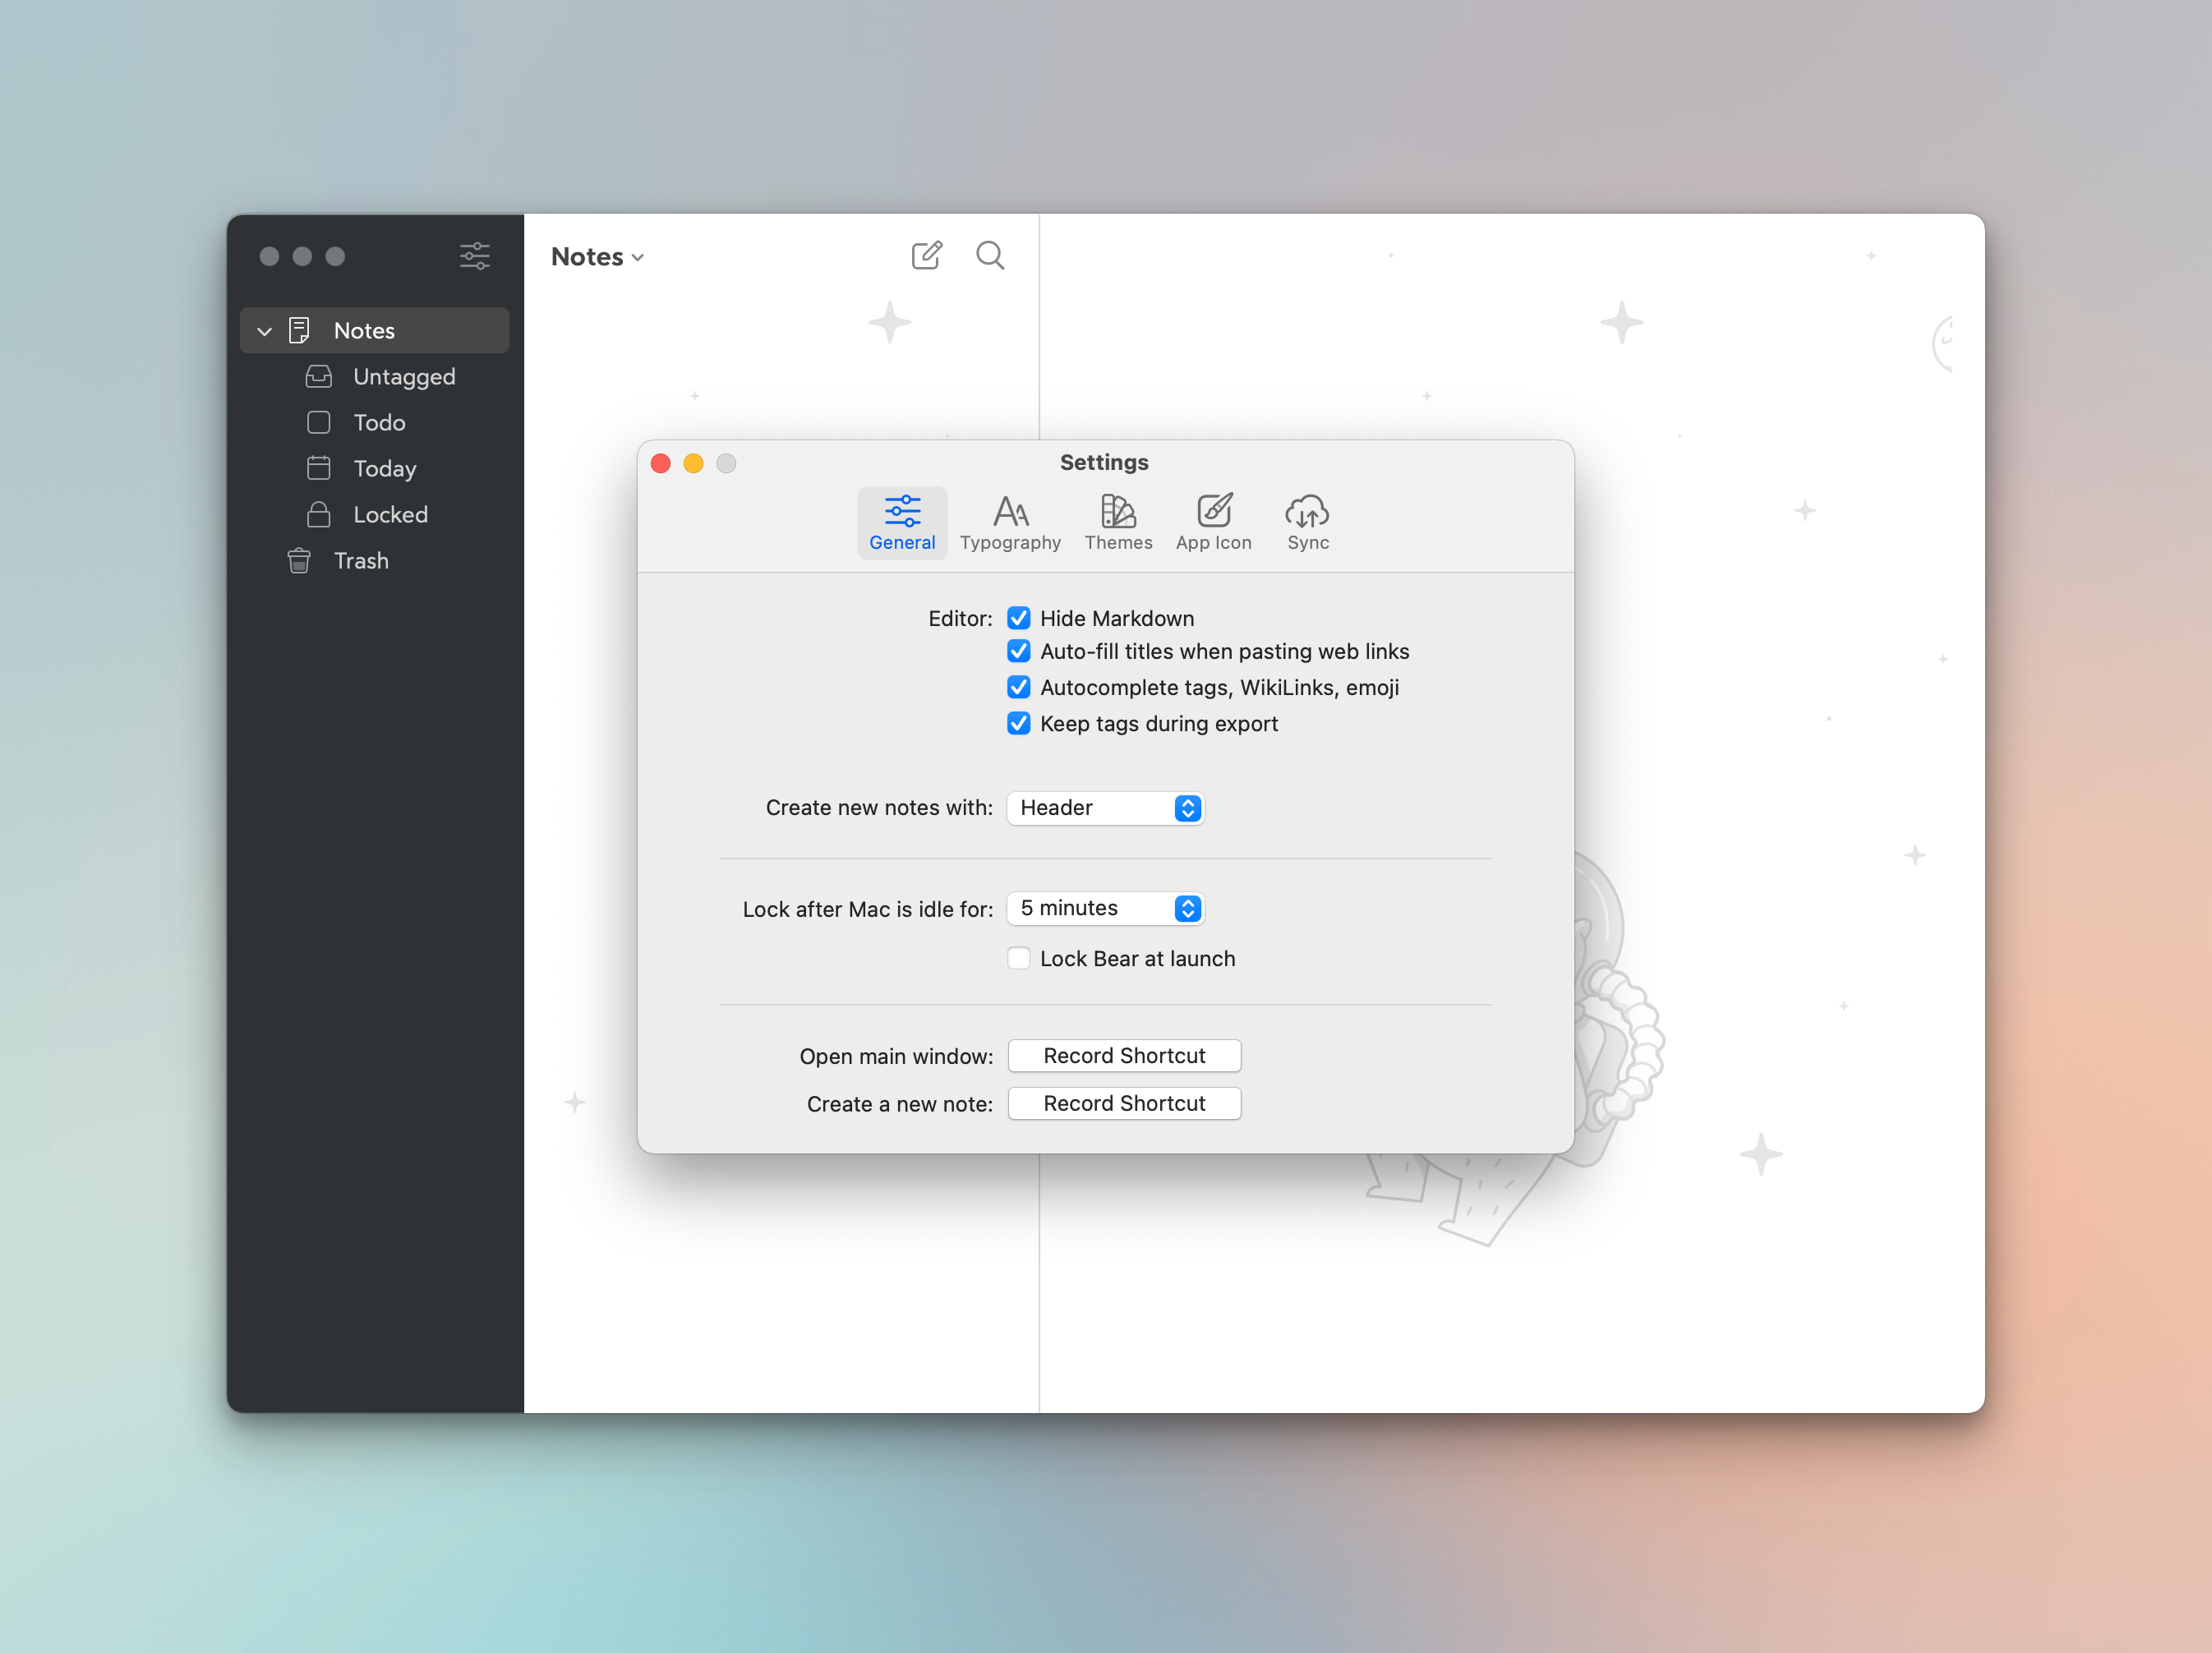 Notes
Notes
Untagged
Todo
Today
Locked
Trash
Settings
General Typography Themes App Icon Sync
Editor: Hide Markdown
Auto-fill titles when pasting web links
Autocomplete tags, WikiLinks, emoji
Keep tags during export
Create new notes with: Header
Lock after Mac is idle for: 5 minutes
Lock Bear at launch
Open main window: Record Shortcut
Create a new note: Record Shortcut